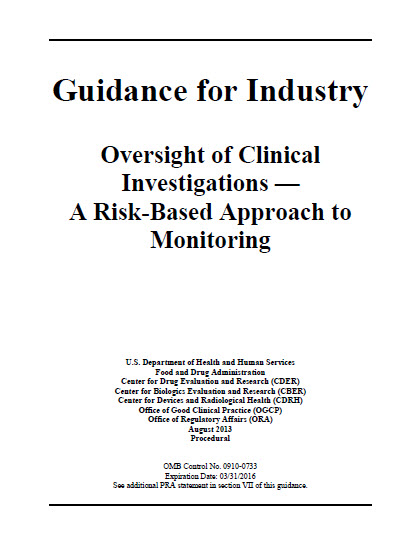 Guidance for Industry
Oversight of Clinical
Investigations —
A Risk-Based Approach to
Monitoring
U.S. Department of Health and Human Services
Food and Drug Administration
Center for Drug Evaluation and Research (CDER)
Center for Biologics Evaluation and Research (CBER)
Center for Devices and Radiological Health (CDRH)
Office of Good Clinical Practice (OGCP)
Office of Regulatory Affairs (ORA)
August 2013
Procedural
OMB Control No. 0910-0733
Expiration Date: 03/31/2016
See additional PRA statement in section VII of this guidance.